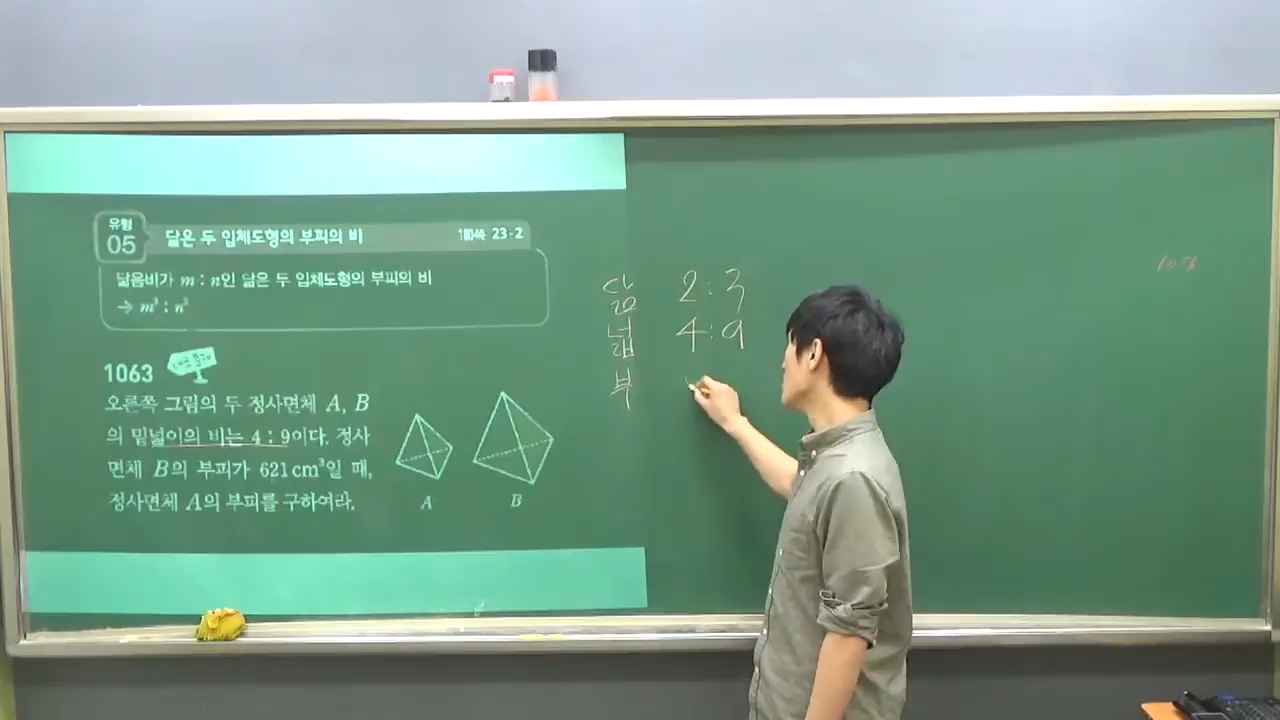 유형
05
닮은 두 입체도형의 부피의 비
180쪽 23-2
닮음비가 m : n인 닮은 두 입체도형의 부피의 비
→ m³ : n³
1063
오른쪽 그림의 두 정사면체 A, B
의 밑넓이의 비는 4 : 9이다. 정사
면체 B의 부피가 621 cm³일 때,
정사면체 A의 부피를 구하여라.
A
B
닮 2 : 3
넓 4 : 9
부